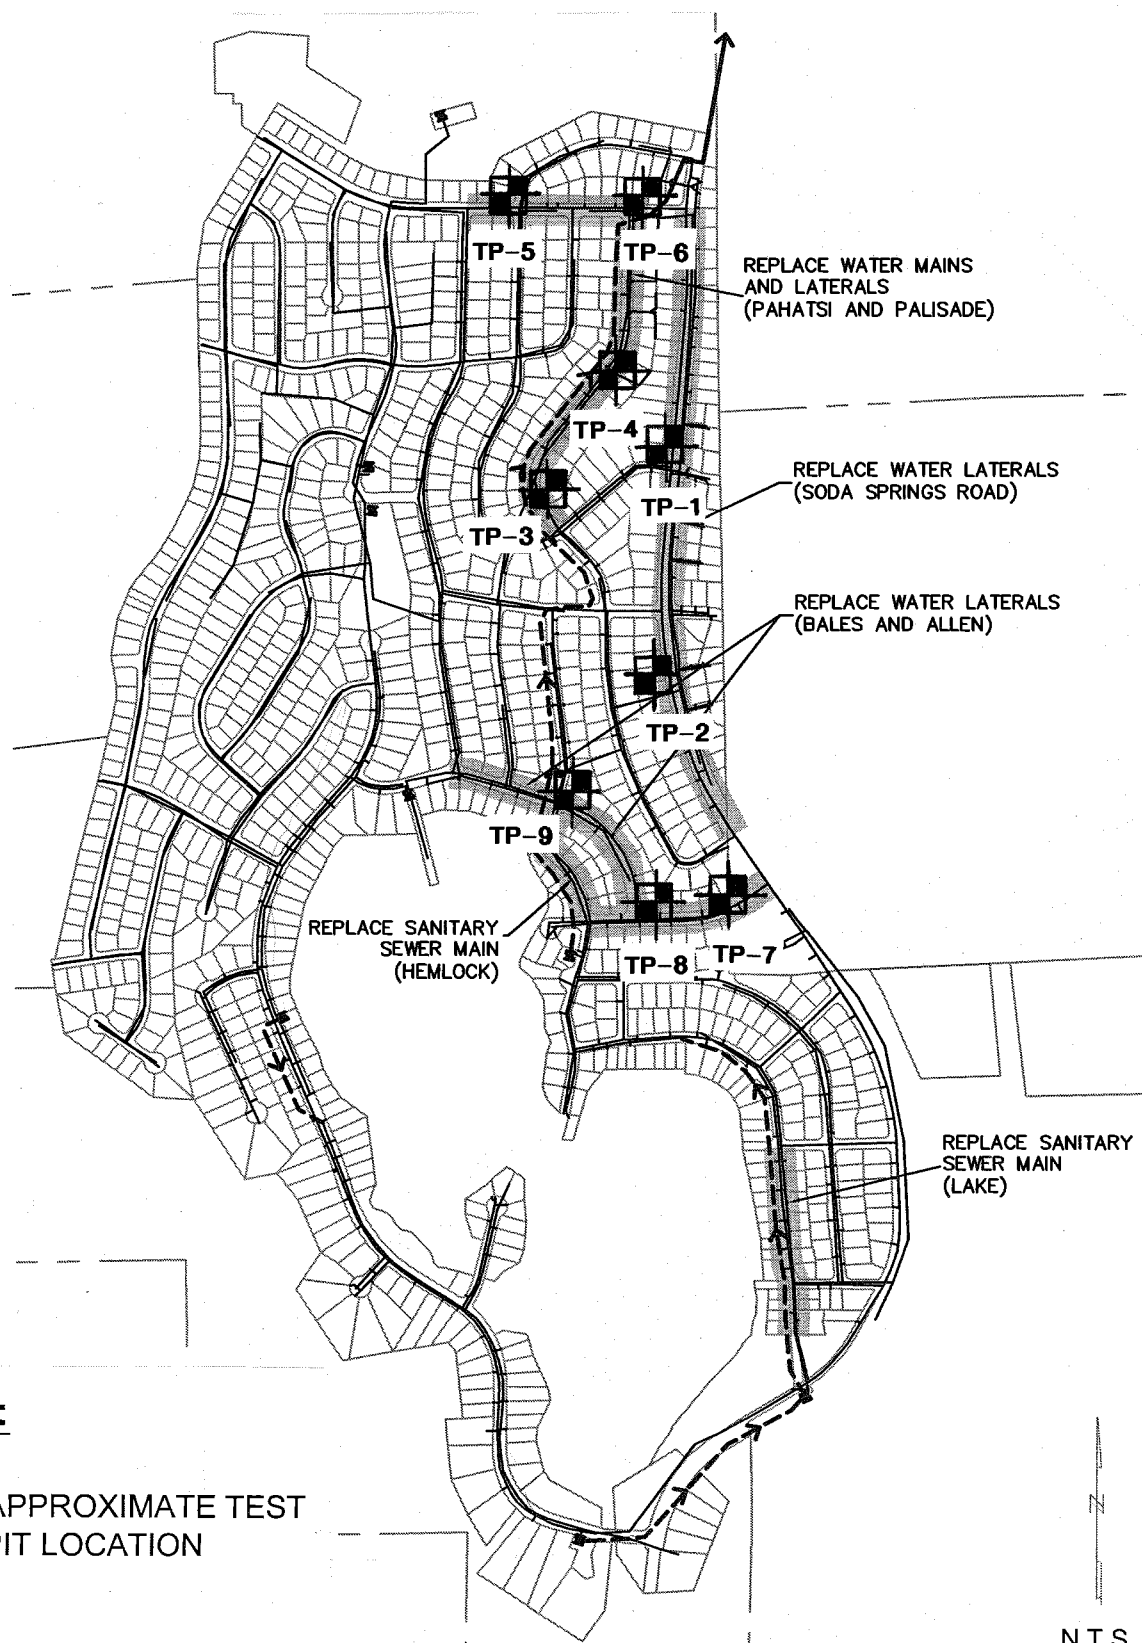 TP-5
TP-6
REPLACE WATER MAINS
AND LATERALS
(PAHATSI AND PALISADE)
TP-4
REPLACE WATER LATERALS
(SODA SPRINGS ROAD)
TP-1
TP-3
REPLACE WATER LATERALS
(BALES AND ALLEN)
TP-2
TP-9
REPLACE SANITARY
SEWER MAIN
(HEMLOCK)
TP-8
TP-7
REPLACE SANITARY
SEWER MAIN
(LAKE)
APPROXIMATE TEST
PIT LOCATION
Z
N.T.S.